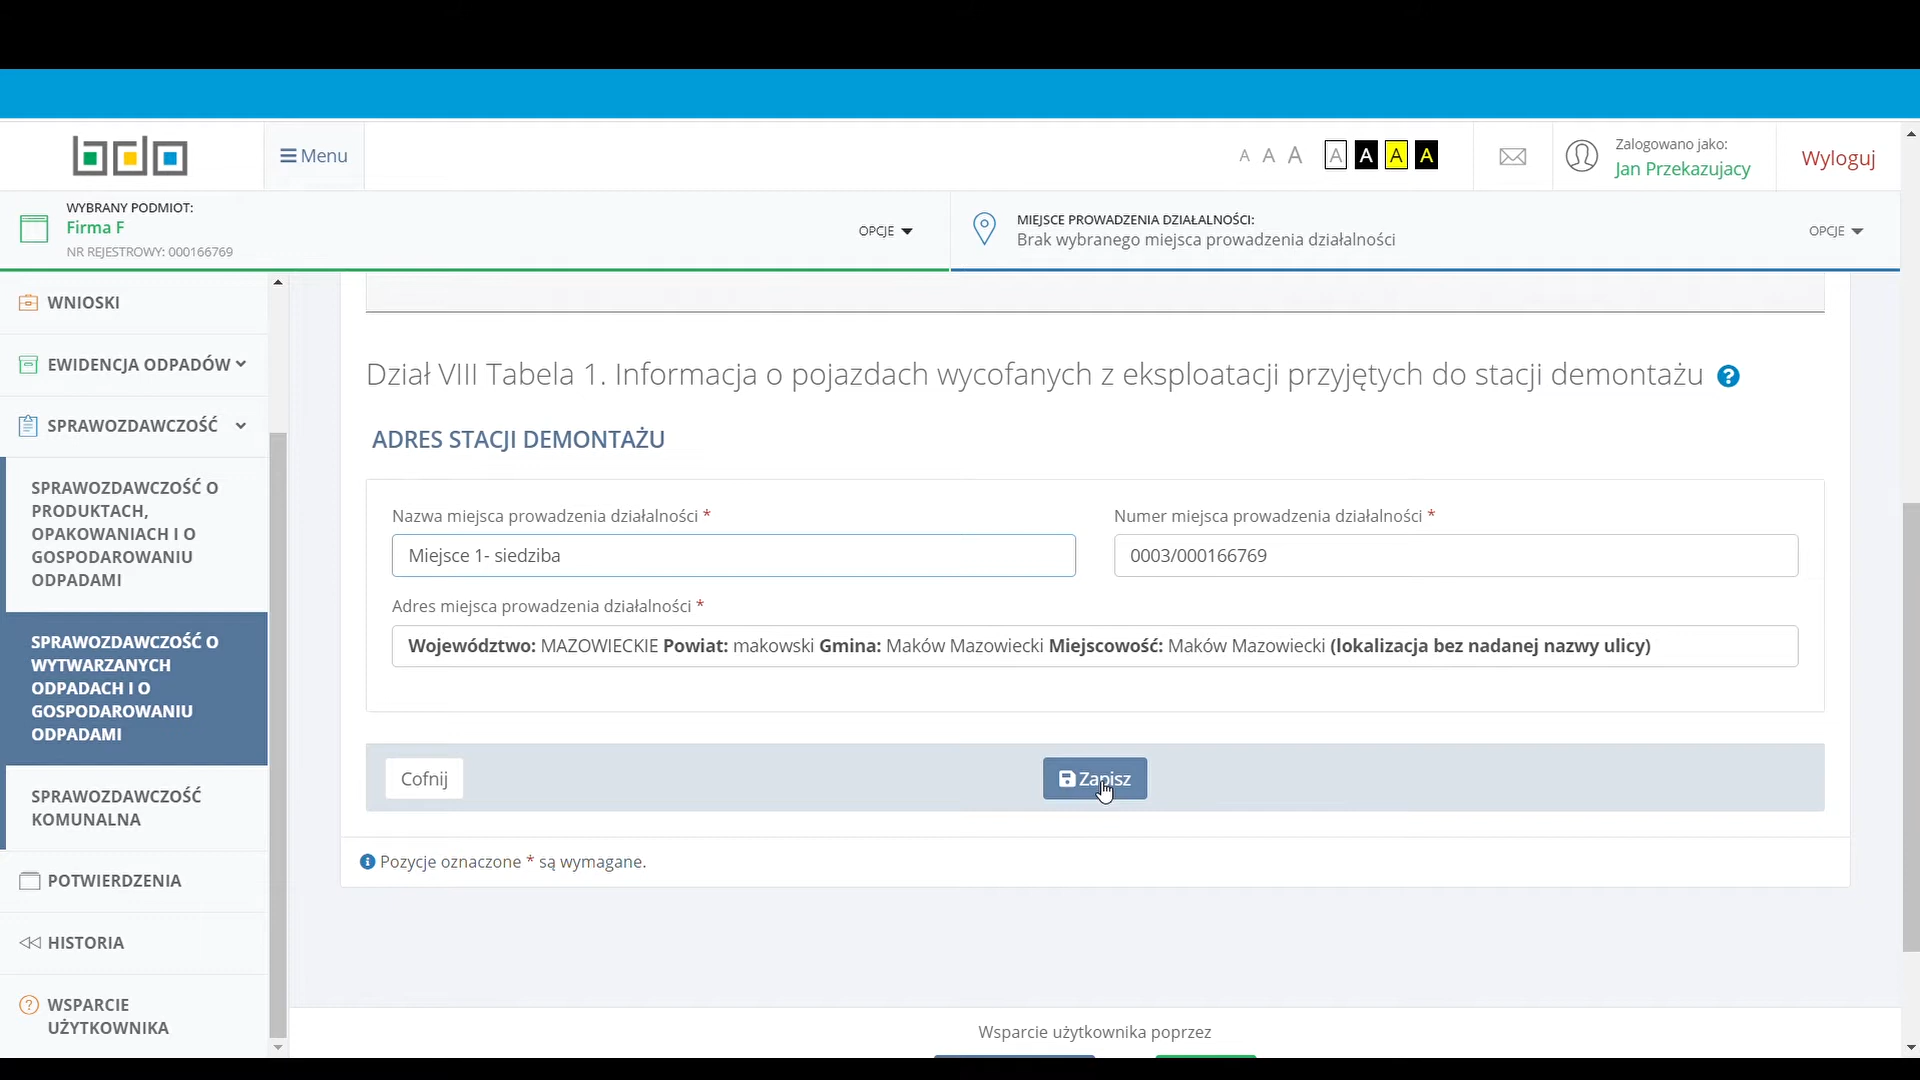 bdo
Menu
A A A A A A A
Zalogowano jako:
Jan Przekazujacy
Wyloguj
WYBRANY PODMIOT:
Firma F
NR REJESTROWY: 000166769
OPCJE
MIEJSCE PROWADZENIA DZIAŁALNOŚCI:
Brak wybranego miejsca prowadzenia działalności
OPCJE
WNIOSKI
EWIDENCJA ODPADÓW
SPRAWOZDAWCZOŚĆ
SPRAWOZDAWCZOŚĆ O
PRODUKTACH,
OPAKOWANIACH I O
GOSPODAROWANIU
ODPADAMI
SPRAWOZDAWCZOŚĆ O
WYTWARZANYCH
ODPADACH I O
GOSPODAROWANIU
ODPADAMI
SPRAWOZDAWCZOŚĆ
KOMUNALNA
POTWIERDZENIA
HISTORIA
WSPARCIE
UŻYTKOWNIKA
Dział VIII Tabela 1. Informacja o pojazdach wycofanych z eksploatacji przyjętych do stacji demontażu ?
ADRES STACJI DEMONTAŻU
Nazwa miejsca prowadzenia działalności *
Miejsce 1- siedziba
Numer miejsca prowadzenia działalności *
0003/000166769
Adres miejsca prowadzenia działalności *
Województwo: MAZOWIECKIE Powiat: makowski Gmina: Maków Mazowiecki Miejscowość: Maków Mazowiecki (lokalizacja bez nadanej nazwy ulicy)
Cofnij
Zapisz
Pozycje oznaczone * są wymagane.
Wsparcie użytkownika poprzez